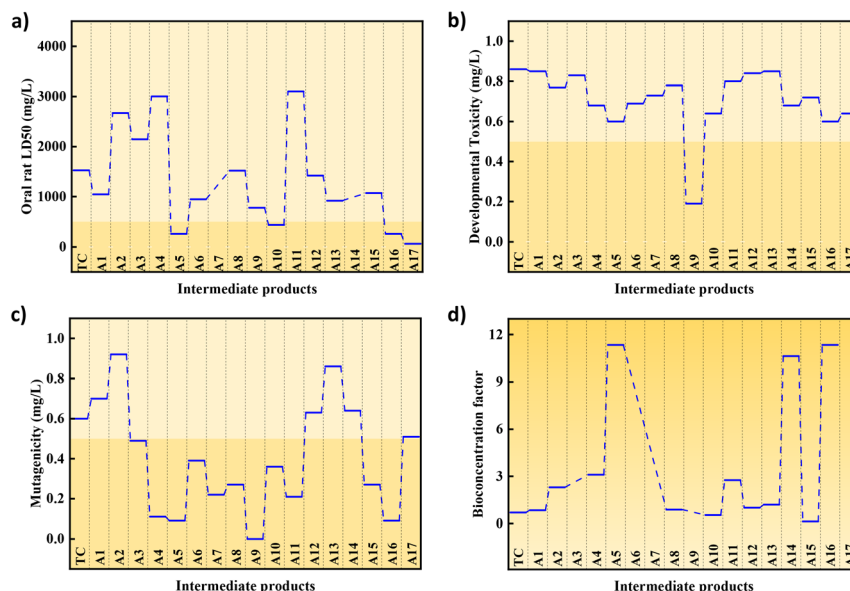 a)
Oral rat LD50 (mg/L)
4000
3000
2000
1000
0
TC A1 A2 A3 A4 A5 A6 A7 A8 A9 A10 A11 A12 A13 A14 A15 A16 A17
Intermediate products
b)
Developmental Toxicity (mg/L)
1.0
0.8
0.6
0.4
0.2
0.0
TC A1 A2 A3 A4 A5 A6 A7 A8 A9 A10 A11 A12 A13 A14 A15 A16 A17
Intermediate products
c)
Mutagenicity (mg/L)
1.0
0.8
0.6
0.4
0.2
0.0
TC A1 A2 A3 A4 A5 A6 A7 A8 A9 A10 A11 A12 A13 A14 A15 A16 A17
Intermediate products
d)
Bioconcentration factor
12
9
6
3
0
TC A1 A2 A3 A4 A5 A6 A7 A8 A9 A10 A11 A12 A13 A14 A15 A16 A17
Intermediate products